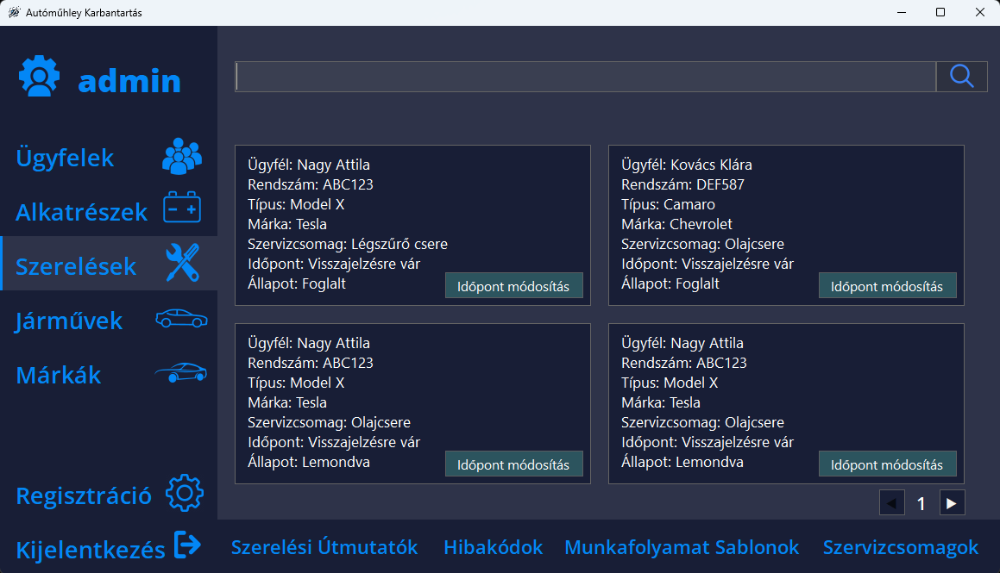 Autóműhley Karbantartás
admin
Ügyfelek
Alkatrészek
Szerelések
Járművek
Márkák
Regisztráció
Kijelentkezés
Ügyfél: Nagy Attila
Rendszám: ABC123
Típus: Model X
Márka: Tesla
Szervizcsomag: Légszűrő csere
Időpont: Visszajelzésre vár
Állapot: Foglalt
Időpont módosítás
Ügyfél: Kovács Klára
Rendszám: DEF587
Típus: Camaro
Márka: Chevrolet
Szervizcsomag: Olajcsere
Időpont: Visszajelzésre vár
Állapot: Foglalt
Időpont módosítás
Ügyfél: Nagy Attila
Rendszám: ABC123
Típus: Model X
Márka: Tesla
Szervizcsomag: Olajcsere
Időpont: Visszajelzésre vár
Állapot: Lemondva
Időpont módosítás
Ügyfél: Nagy Attila
Rendszám: ABC123
Típus: Model X
Márka: Tesla
Szervizcsomag: Olajcsere
Időpont: Visszajelzésre vár
Állapot: Lemondva
Időpont módosítás
1
Szerelési Útmutatók
Hibakódok
Munkafolyamat Sablonok
Szervizcsomagok